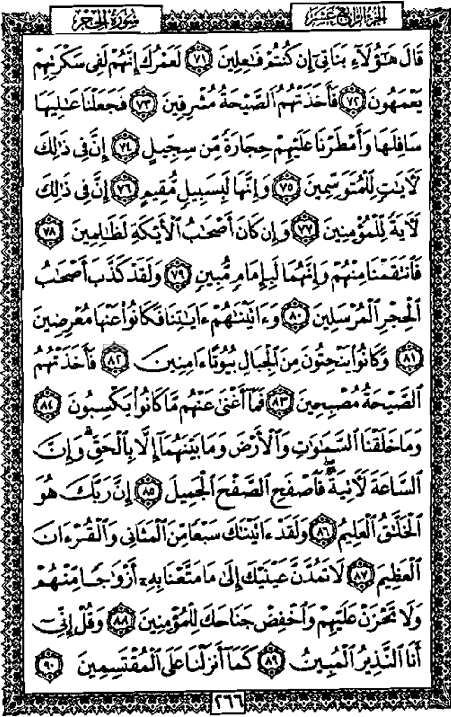 سُورَةُ الْحِجْرِ
الجزء الرابع عشر
قَالَ هَٰٓؤُلَآءِ بَنَاتِىٓ إِن كُنتُمْ فَٰعِلِينَ ٧١ لَعَمْرُكَ إِنَّهُمْ لَفِى سَكْرَتِهِمْ
يَعْمَهُونَ ٧٢ فَأَخَذَتْهُمُ ٱلصَّيْحَةُ مُشْرِقِينَ ٧٣ فَجَعَلْنَا عَٰلِيَهَا
سَافِلَهَا وَأَمْطَرْنَا عَلَيْهِمْ حِجَارَةً مِّن سِجِّيلٍ ٧٤ إِنَّ فِى ذَٰلِكَ
لَءَايَٰتٍ لِّلْمُتَوَسِّمِينَ ٧٥ وَإِنَّهَا لَبِسَبِيلٍ مُّقِيمٍ ٧٦ إِنَّ فِى ذَٰلِكَ
لَءَايَةً لِّلْمُؤْمِنِينَ ٧٧ وَإِن كَانَ أَصْحَٰبُ ٱلْأَيْكَةِ لَظَٰلِمِينَ ٧٨
فَٱنتَقَمْنَا مِنْهُمْ وَإِنَّهُمَا لَبِإِمَامٍ مُّبِينٍ ٧٩ وَلَقَدْ كَذَّبَ أَصْحَٰبُ
ٱلْحِجْرِ ٱلْمُرْسَلِينَ ٨٠ وَءَاتَيْنَٰهُمْ ءَايَٰتِنَا فَكَانُوا۟ عَنْهَا مُعْرِضِينَ
٨١ وَكَانُوا۟ يَنْحِتُونَ مِنَ ٱلْجِبَالِ بُيُوتًا ءَامِنِينَ ٨٢ فَأَخَذَتْهُمُ
ٱلصَّيْحَةُ مُصْبِحِينَ ٨٣ فَمَآ أَغْنَىٰ عَنْهُم مَّا كَانُوا۟ يَكْسِبُونَ ٨٤
وَمَا خَلَقْنَا ٱلسَّمَٰوَٰتِ وَٱلْأَرْضَ وَمَا بَيْنَهُمَآ إِلَّا بِٱلْحَقِّ ۗ وَإِنَّ
ٱلسَّاعَةَ لَءَاتِيَةٌ ۖ فَٱصْفَحِ ٱلصَّفْحَ ٱلْجَمِيلَ ٨٥ إِنَّ رَبَّكَ هُوَ
ٱلْخَلَّٰقُ ٱلْعَلِيمُ ٨٦ وَلَقَدْ ءَاتَيْنَٰكَ سَبْعًا مِّنَ ٱلْمَثَانِى وَٱلْقُرْءَانَ
ٱلْعَظِيمَ ٨٧ لَا تَمُدَّنَّ عَيْنَيْكَ إِلَىٰ مَا مَتَّعْنَا بِهِۦٓ أَزْوَٰجًا مِّنْهُمْ
وَلَا تَحْزَنْ عَلَيْهِمْ وَٱخْفِضْ جَنَاحَكَ لِلْمُؤْمِنِينَ ٨٨ وَقُلْ إِنِّىٓ
أَنَا ٱلنَّذِيرُ ٱلْمُبِينُ ٨٩ كَمَآ أَنزَلْنَا عَلَى ٱلْمُقْتَسِمِينَ ٩٠
٢٦٦